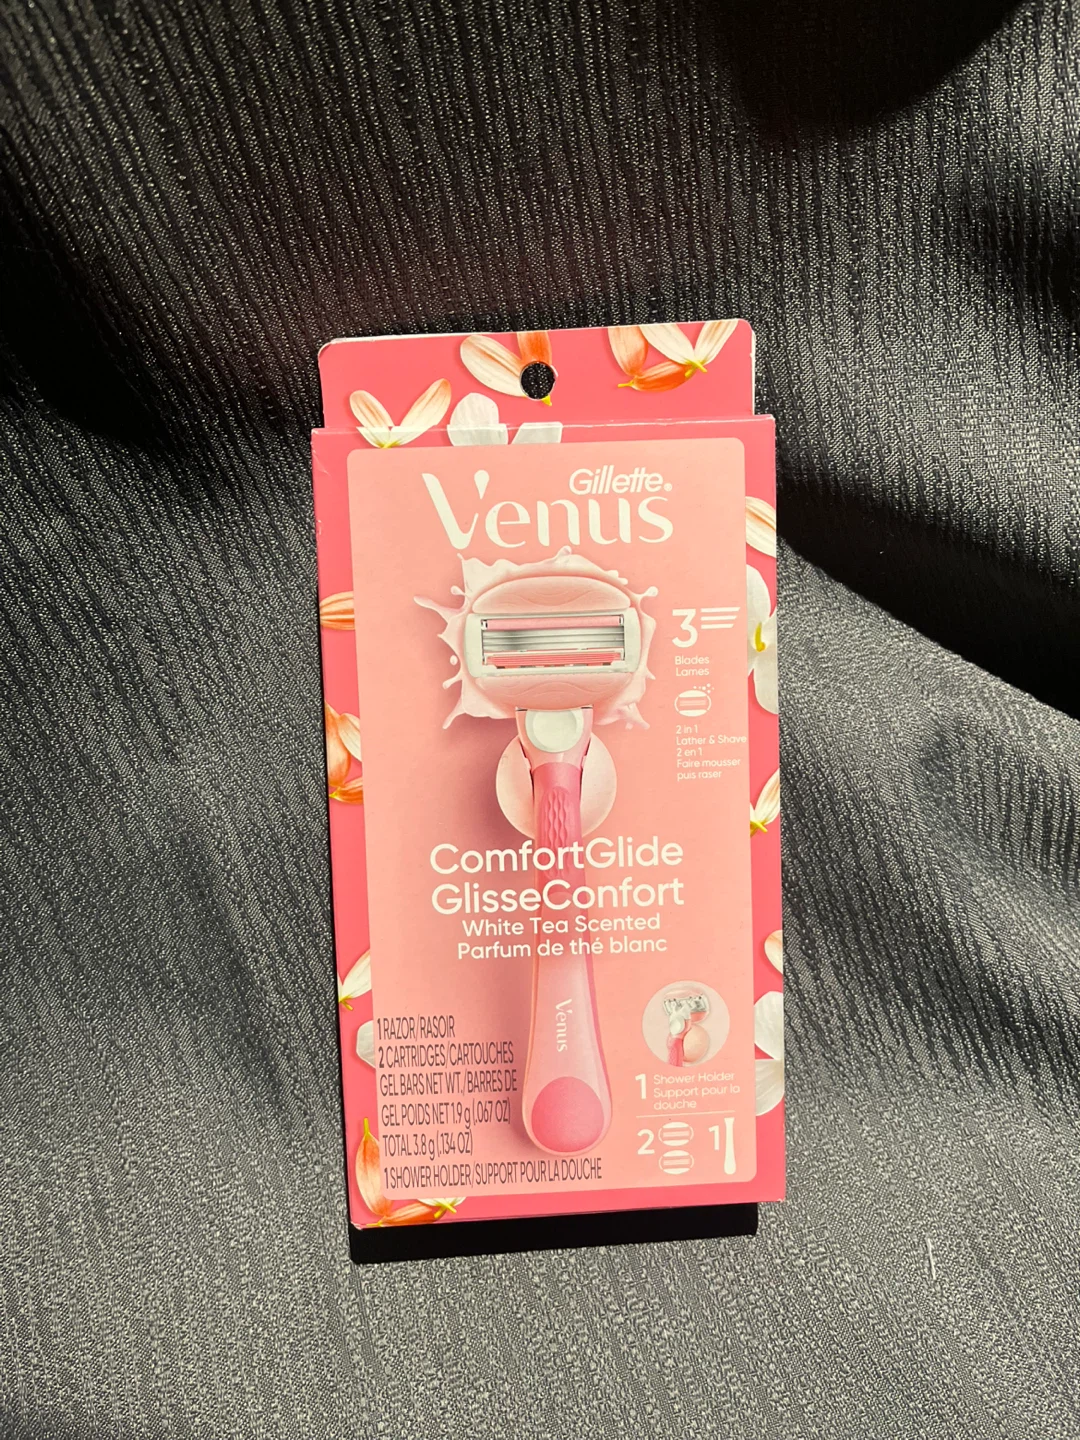 Gillette®
Venus
3
Blades
Lames
2 in 1
Lather & Shave
2 en 1
Faire mousser
puis raser
ComfortGlide
GlisseConfort
White Tea Scented
Parfum de thé blanc
Venus
1 RAZOR/RASOIR
2 CARTRIDGES/CARTOUCHES
GEL BARS NET WT./BARRES DE
GEL POIDS NET 1.9 g (.067 OZ)
TOTAL 3.8 g (.134 OZ)
1 SHOWER HOLDER/SUPPORT POUR LA DOUCHE
1 Shower Holder
Support pour la
douche
2 1